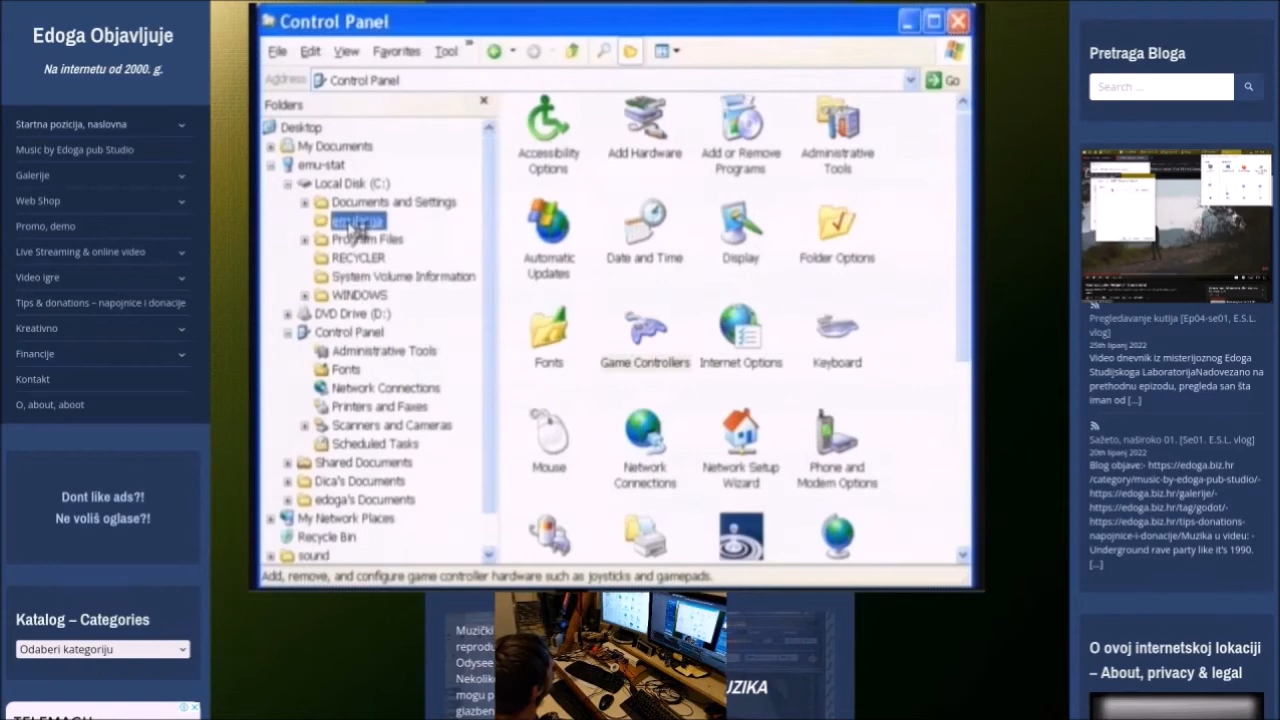 Edoga Objavljuje
Na internetu od 2000. g.
Startna pozicija, naslovna
Music by Edoga pub Studio
Galerije
Web Shop
Promo, demo
Live Streaming & online video
Video igre
Tips & donations – napojnice i donacije
Kreativno
Financije
Kontakt
O, about, aboot
Dont like ads?!
Ne voliš oglase?!
Katalog – Categories
Odaberi kategoriju
TELEMACH
Control Panel
File Edit View Favorites Tool »
Address Control Panel Go
Folders
Desktop
My Documents
emu-stat
Local Disk (C:)
Documents and Settings
Program Files
RECYCLER
System Volume Information
WINDOWS
DVD Drive (D:)
Control Panel
Administrative Tools
Fonts
Network Connections
Printers and Faxes
Scanners and Cameras
Scheduled Tasks
Shared Documents
Dica's Documents
edoga's Documents
My Network Places
Recycle Bin
sound
Accessibility Options
Add Hardware
Add or Remove Programs
Administrative Tools
Automatic Updates
Date and Time
Display
Folder Options
Fonts
Game Controllers
Internet Options
Keyboard
Mouse
Network Connections
Network Setup Wizard
Phone and Modem Options
Add, remove, and configure game controller hardware such as joysticks and gamepads.
Muzički
reprodu
Odysee
Nekolik
mogu p
glazben
UZIKA
Pretraga Bloga
Search ...
Pregledavanje kutija [Ep04-se01, E.S.L.
vlog]
25th lipanj 2022
Video dnevnik iz misterijoznog Edoga
Studijskoga LaboratorijaNadovezano na
prethodnu epizodu, pregleda san šta
iman od [...]
Sažeto, naširoko 01. [Se01. E.S.L. vlog]
20th lipanj 2022
Blog objave:- https://edoga.biz.hr
/category/music-by-edoga-pub-studio/-
https://edoga.biz.hr/galerije/-
https://edoga.biz.hr/tag/godot/-
https://edoga.biz.hr/tips-donations-
napojnice-i-donacije/Muzika u videu: -
Underground rave party like it's 1990.
[...]
O ovoj internetskoj lokaciji
– About, privacy & legal